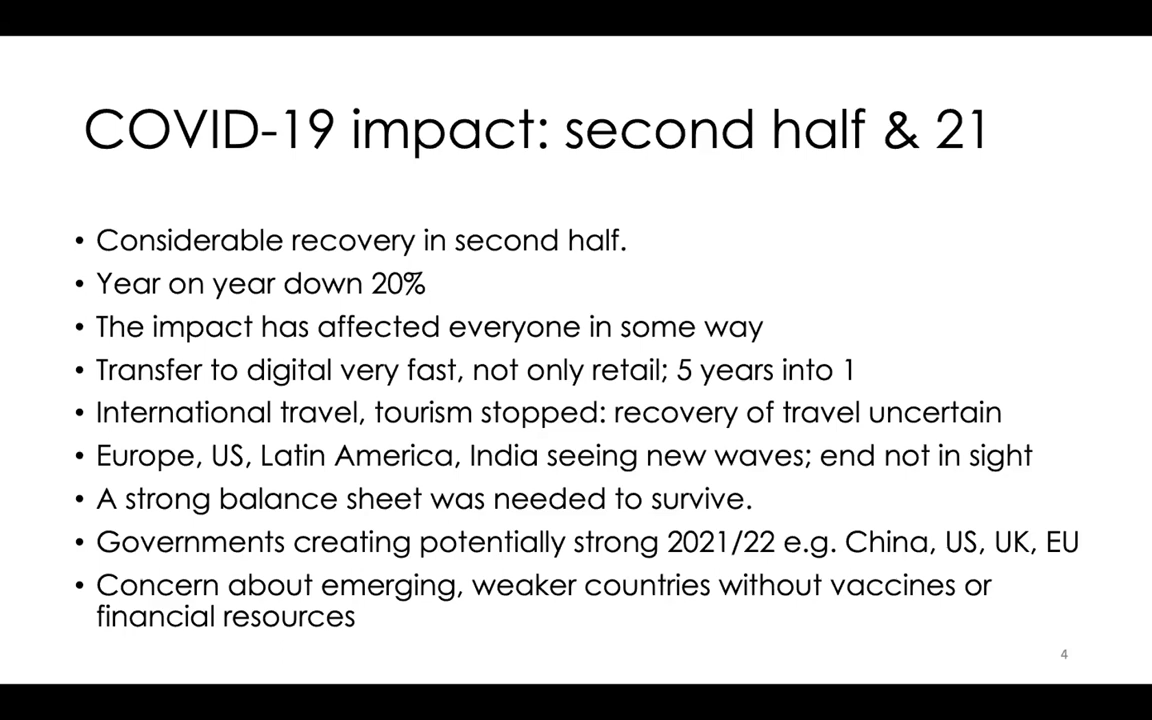 COVID-19 impact: second half & 21
• Considerable recovery in second half.
• Year on year down 20%
• The impact has affected everyone in some way
• Transfer to digital very fast, not only retail; 5 years into 1
• International travel, tourism stopped: recovery of travel uncertain
• Europe, US, Latin America, India seeing new waves; end not in sight
• A strong balance sheet was needed to survive.
• Governments creating potentially strong 2021/22 e.g. China, US, UK, EU
• Concern about emerging, weaker countries without vaccines or
financial resources
4